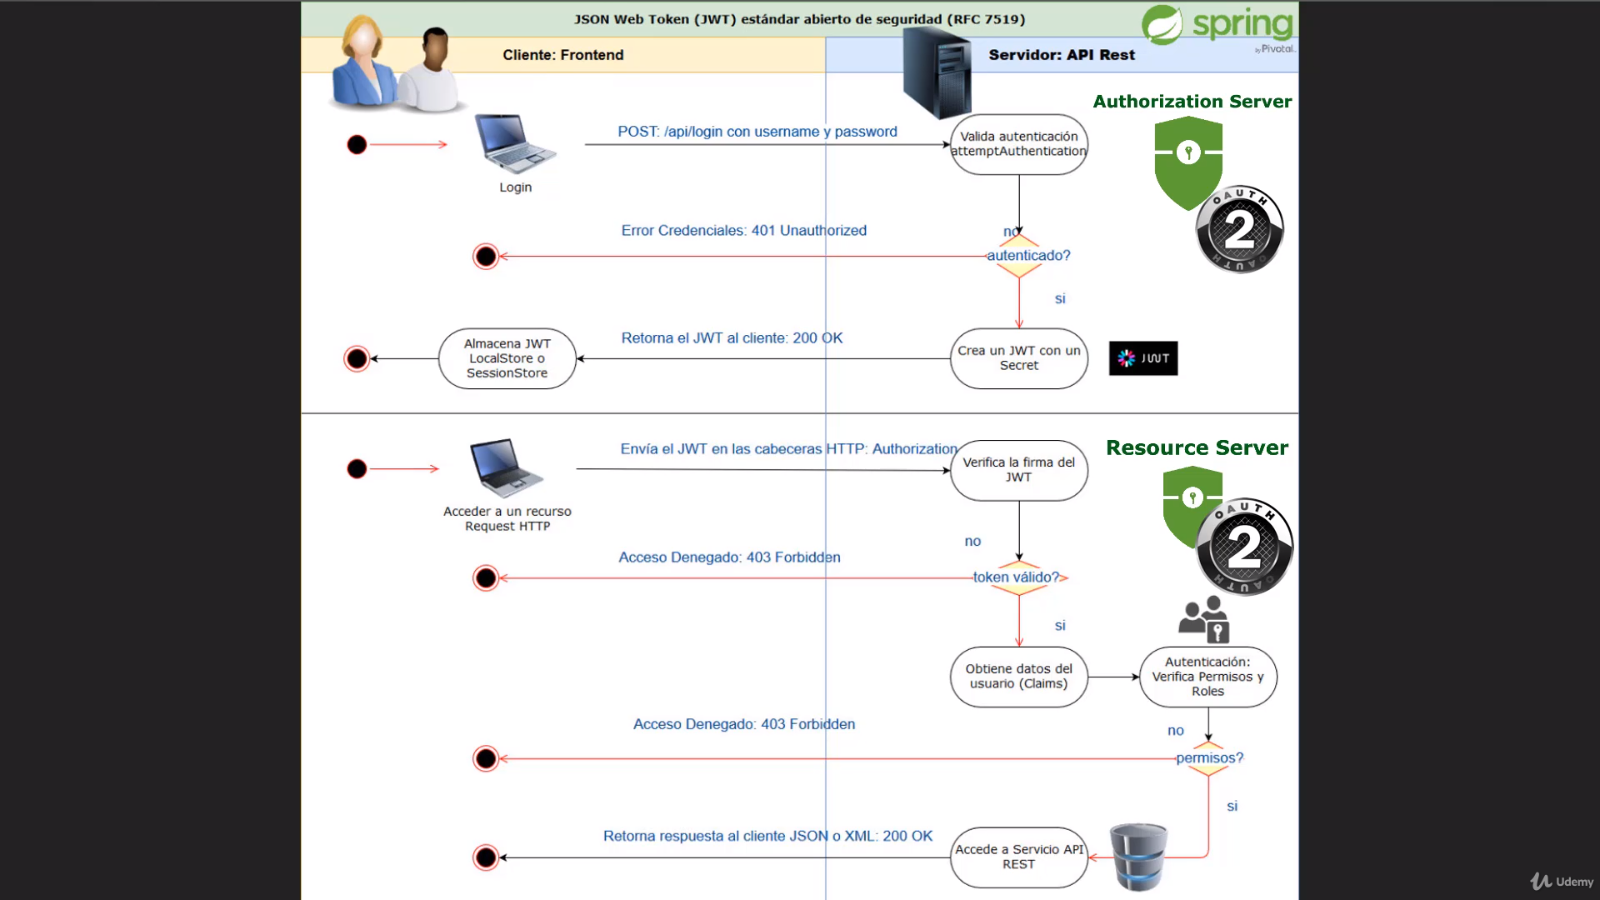 JSON Web Token (JWT) estándar abierto de seguridad (RFC 7519)
spring
by Pivotal.
Cliente: Frontend
Servidor: API Rest
Authorization Server
POST: /api/login con username y password
Valida autenticación
attemptAuthentication
Login
OAUTH
2
OAUTH
Error Credenciales: 401 Unauthorized
no
autenticado?
si
Retorna el JWT al cliente: 200 OK
Almacena JWT
LocalStore o
SessionStore
Crea un JWT con un
Secret
JWT
Resource Server
Envía el JWT en las cabeceras HTTP: Authorization
Verifica la firma del
JWT
Acceder a un recurso
Request HTTP
OAUTH
2
OAUTH
no
Acceso Denegado: 403 Forbidden
token válido?
si
Obtiene datos del
usuario (Claims)
Autenticación:
Verifica Permisos y
Roles
Acceso Denegado: 403 Forbidden
no
permisos?
si
Retorna respuesta al cliente JSON o XML: 200 OK
Accede a Servicio API
REST
Udemy